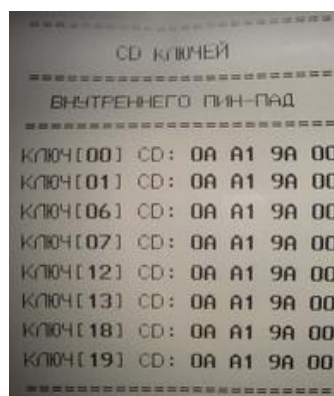 CD КЛЮЧЕЙ
==========================
ВНУТРЕННЕГО ПИН-ПАД
==========================
КЛЮЧ[00] CD: 0A A1 9A 00
КЛЮЧ[01] CD: 0A A1 9A 00
КЛЮЧ[06] CD: 0A A1 9A 00
КЛЮЧ[07] CD: 0A A1 9A 00
КЛЮЧ[12] CD: 0A A1 9A 00
КЛЮЧ[13] CD: 0A A1 9A 00
КЛЮЧ[18] CD: 0A A1 9A 00
КЛЮЧ[19] CD: 0A A1 9A 00